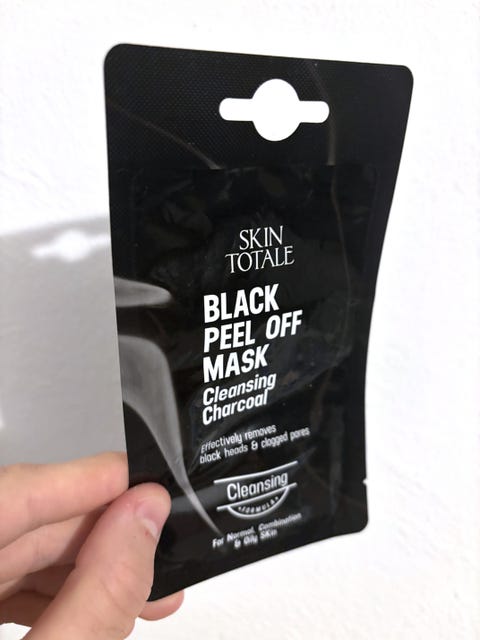 SKIN
TOTALE
BLACK
PEEL OFF
MASK
Cleansing
Charcoal
Effectively removes
black heads & clogged pores
Cleansing
FORMULA
For Normal, Combination
& Oily Skin